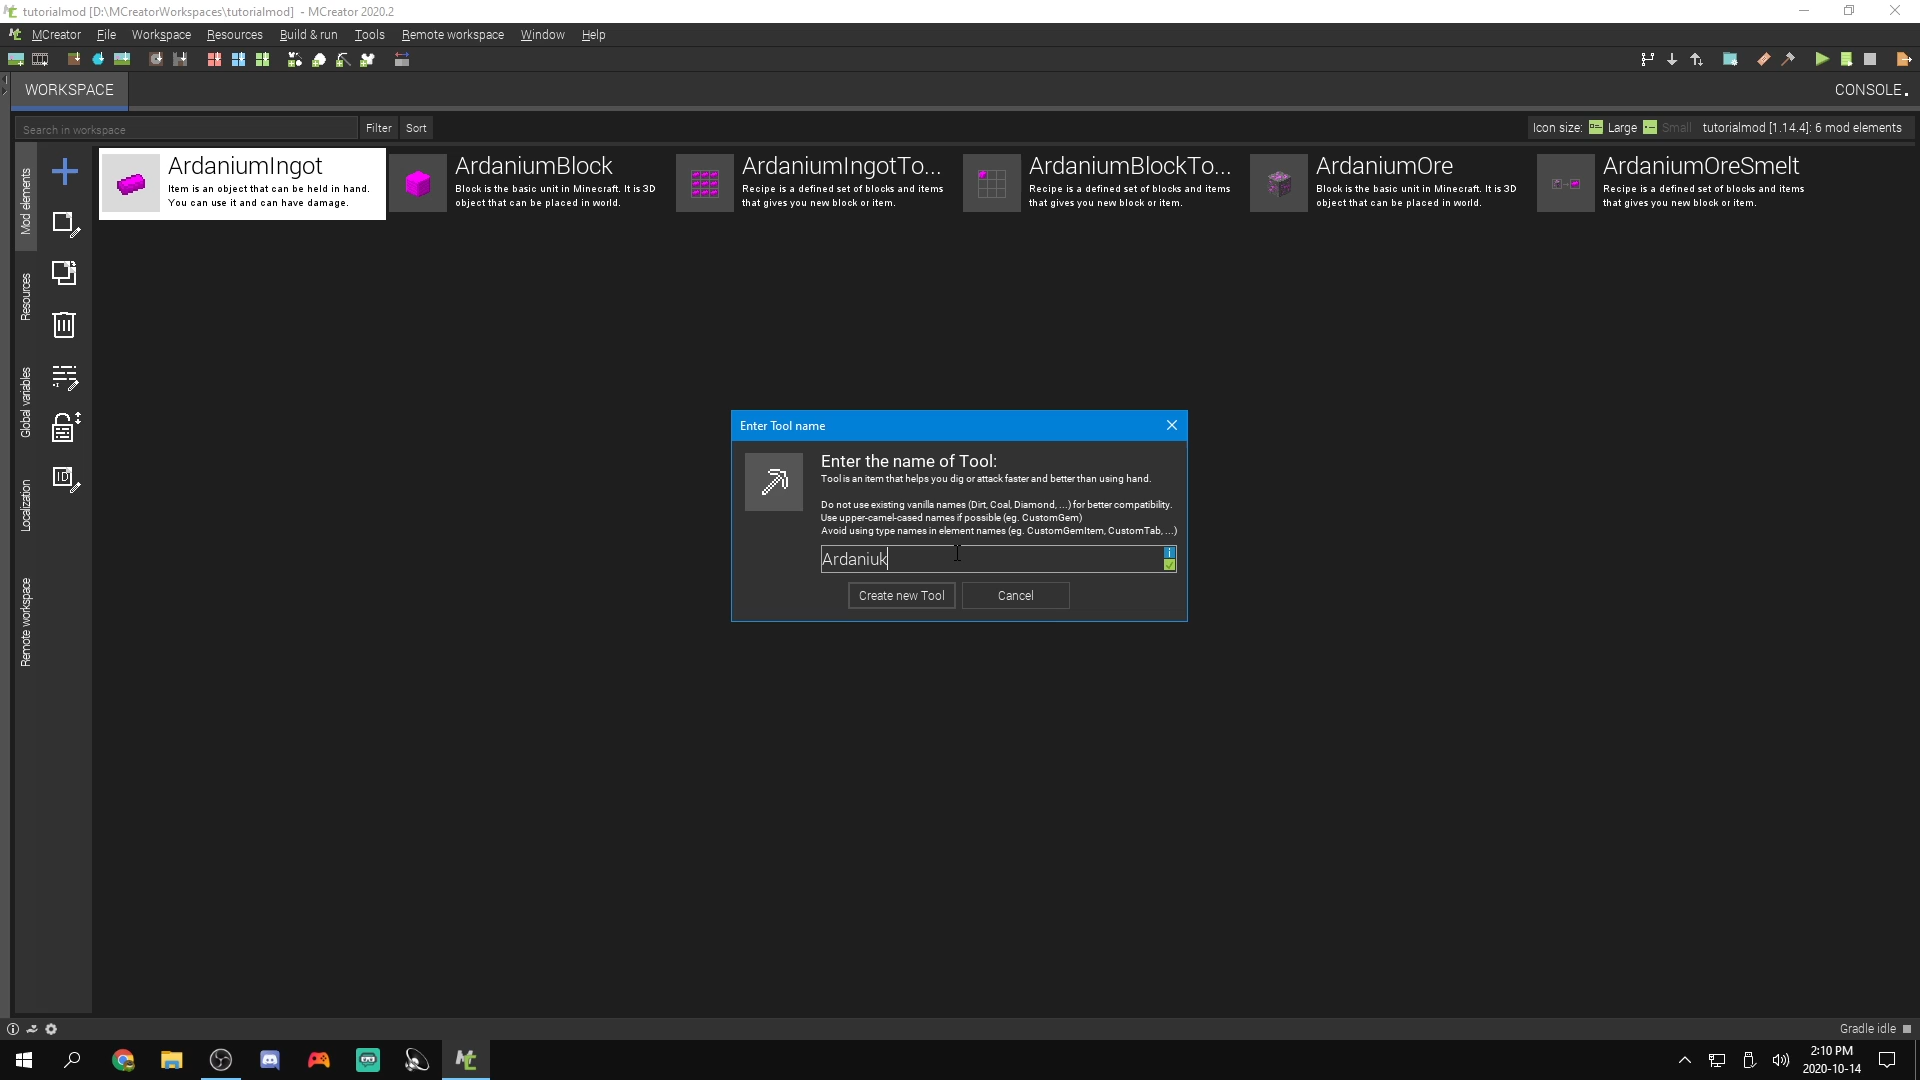 tutorialmod [D:\MCreatorWorkspaces\tutorialmod] - MCreator 2020.2
MCreator File Workspace Resources Build & run Tools Remote workspace Window Help
WORKSPACE
CONSOLE
Search in workspace
Filter Sort
Icon size: Large Small tutorialmod [1.14.4]: 6 mod elements
Mod elements
Resources
Global variables
Localization
Remote workspace
ArdaniumIngot
Item is an object that can be held in hand.
You can use it and can have damage.
ArdaniumBlock
Block is the basic unit in Minecraft. It is 3D
object that can be placed in world.
ArdaniumIngotTo...
Recipe is a defined set of blocks and items
that gives you new block or item.
ArdaniumBlockTo...
Recipe is a defined set of blocks and items
that gives you new block or item.
ArdaniumOre
Block is the basic unit in Minecraft. It is 3D
object that can be placed in world.
ArdaniumOreSmelt
Recipe is a defined set of blocks and items
that gives you new block or item.
Enter Tool name
Enter the name of Tool:
Tool is an item that helps you dig or attack faster and better than using hand.
Do not use existing vanilla names (Dirt, Coal, Diamond, ...) for better compatibility.
Use upper-camel-cased names if possible (eg. CustomGem)
Avoid using type names in element names (eg. CustomGemItem, CustomTab, ...)
Ardaniuk
Create new Tool
Cancel
Gradle idle
2:10 PM
2020-10-14